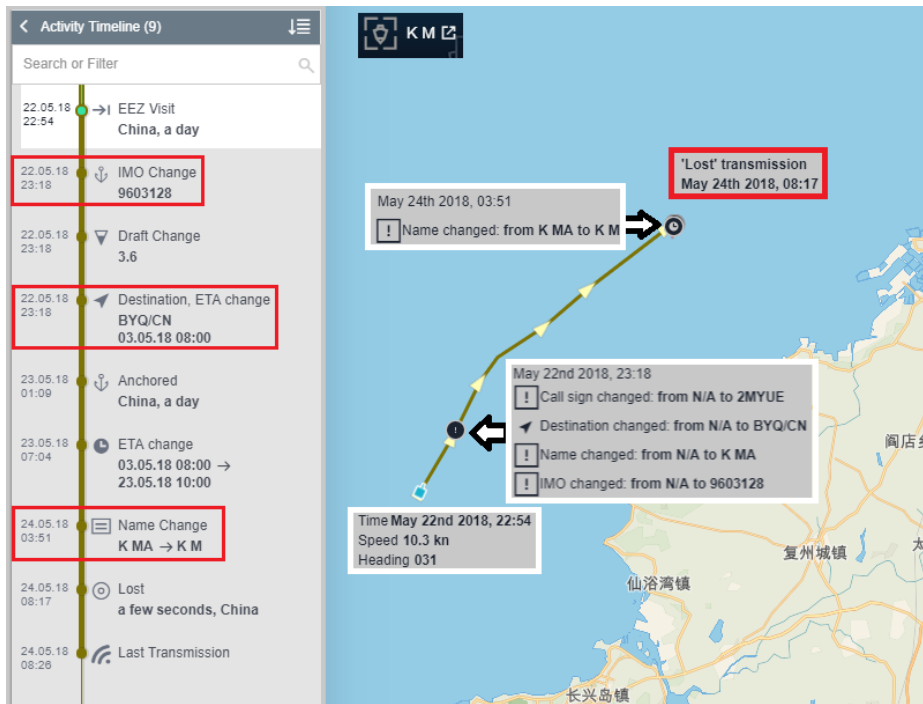 Activity Timeline (9)
Search or Filter
22.05.18
22:54
EEZ Visit
China, a day
22.05.18
23:18
IMO Change
9603128
22.05.18
23:18
Draft Change
3.6
22.05.18
23:18
Destination, ETA change
BYQ/CN
03.05.18 08:00
23.05.18
01:09
Anchored
China, a day
23.05.18
07:04
ETA change
03.05.18 08:00 →
23.05.18 10:00
24.05.18
03:51
Name Change
K MA → K M
24.05.18
08:17
Lost
a few seconds, China
24.05.18
08:26
Last Transmission
K M
'Lost' transmission
May 24th 2018, 08:17
May 24th 2018, 03:51
! Name changed: from K MA to K M
May 22nd 2018, 23:18
! Call sign changed: from N/A to 2MYUE
Destination changed: from N/A to BYQ/CN
! Name changed: from N/A to K MA
! IMO changed: from N/A to 9603128
Time May 22nd 2018, 22:54
Speed 10.3 kn
Heading 031
阎店乡
复州城镇
仙浴湾镇
长兴岛镇